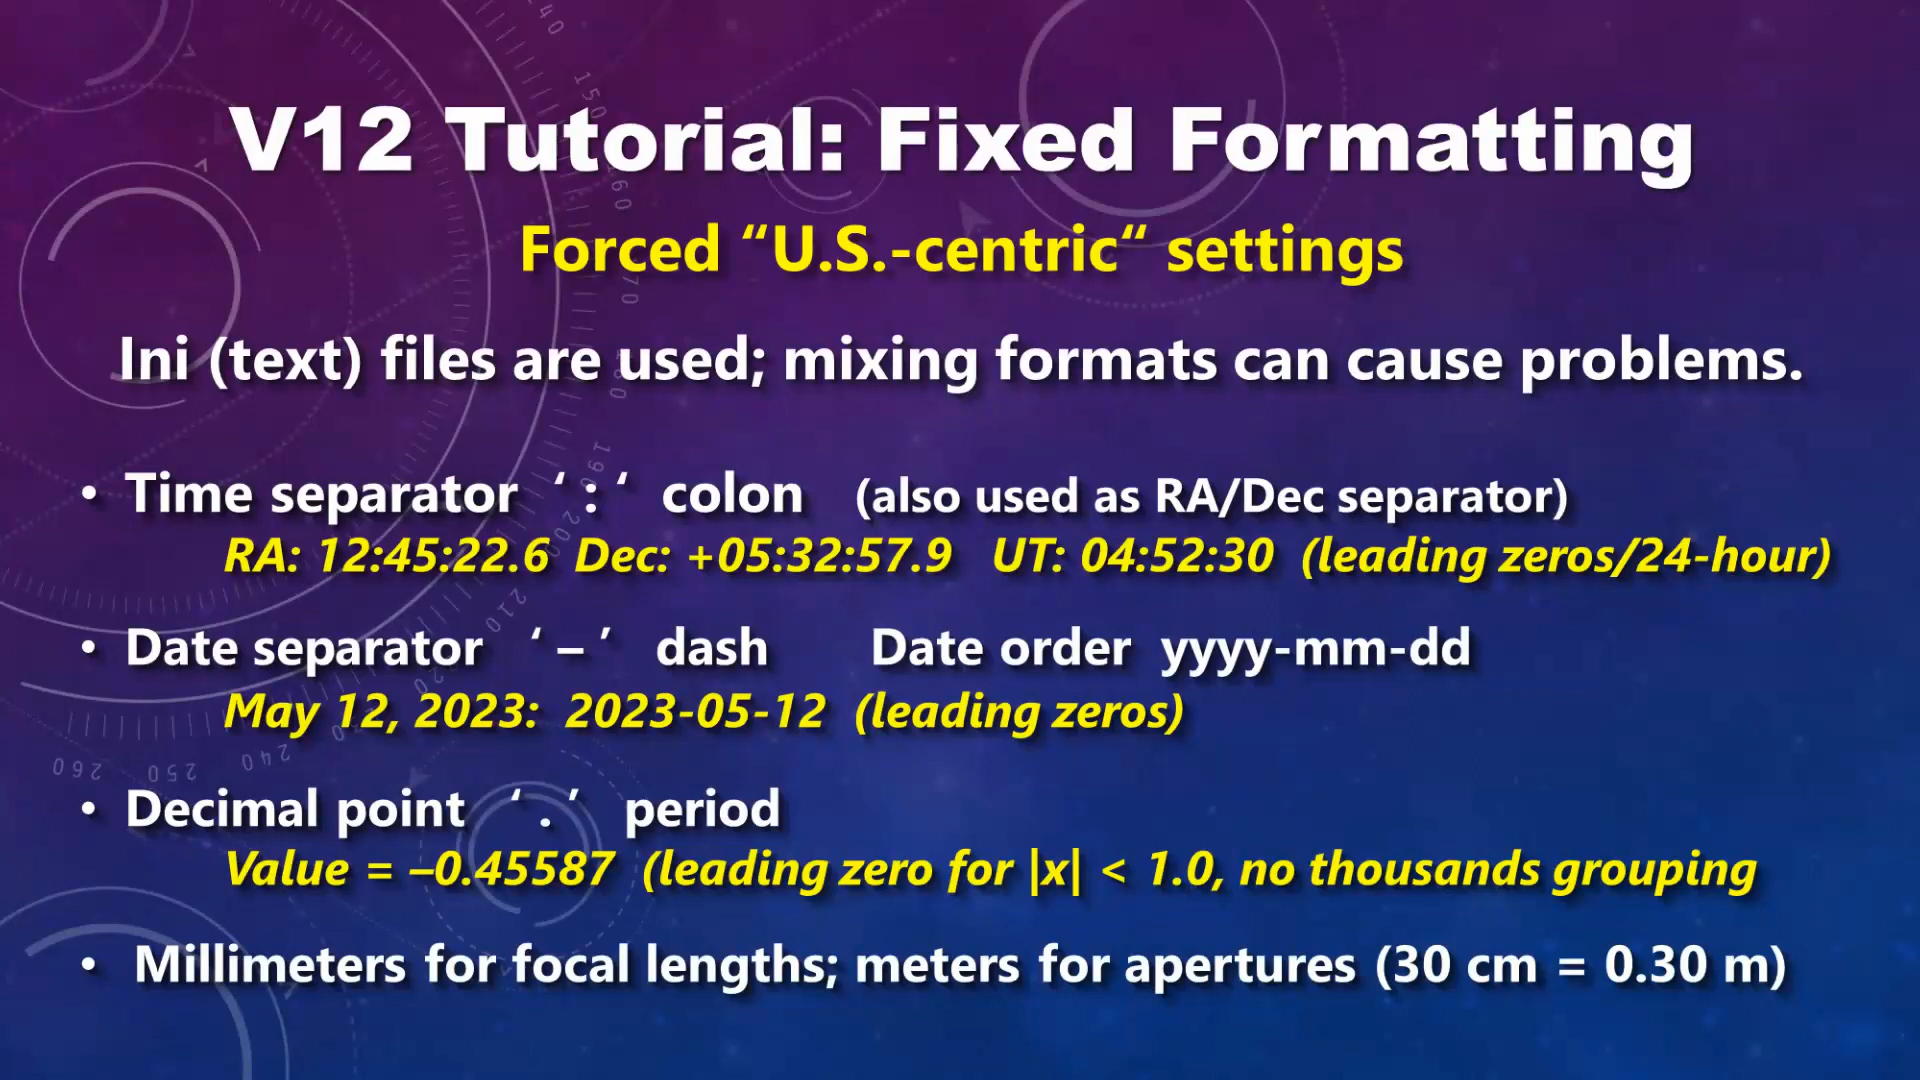 V12 Tutorial: Fixed Formatting
Forced “U.S.-centric“ settings
Ini (text) files are used; mixing formats can cause problems.
• Time separator ‘ : ‘ colon (also used as RA/Dec separator)
RA: 12:45:22.6 Dec: +05:32:57.9 UT: 04:52:30 (leading zeros/24-hour)
• Date separator ‘ – ’ dash Date order yyyy-mm-dd
May 12, 2023: 2023-05-12 (leading zeros)
• Decimal point ‘ . ’ period
Value = –0.45587 (leading zero for |x| < 1.0, no thousands grouping
• Millimeters for focal lengths; meters for apertures (30 cm = 0.30 m)